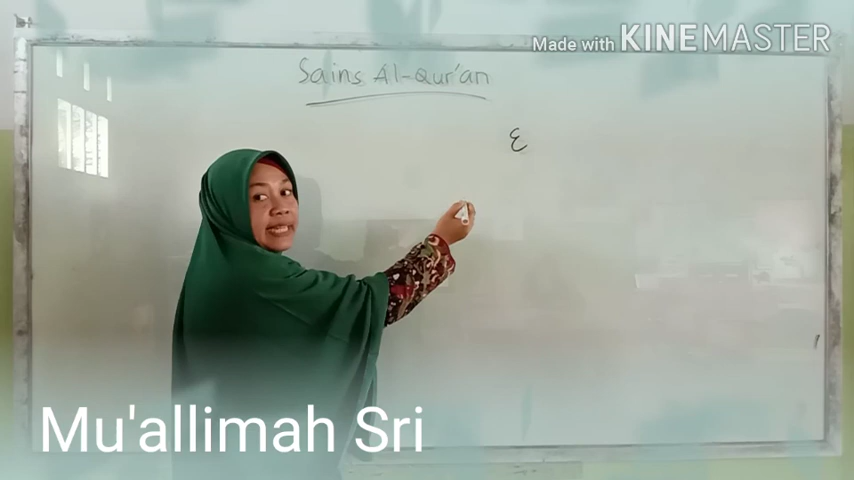 Made with KINEMASTER
Sains Al-Qur'an
ع
Mu'allimah Sri